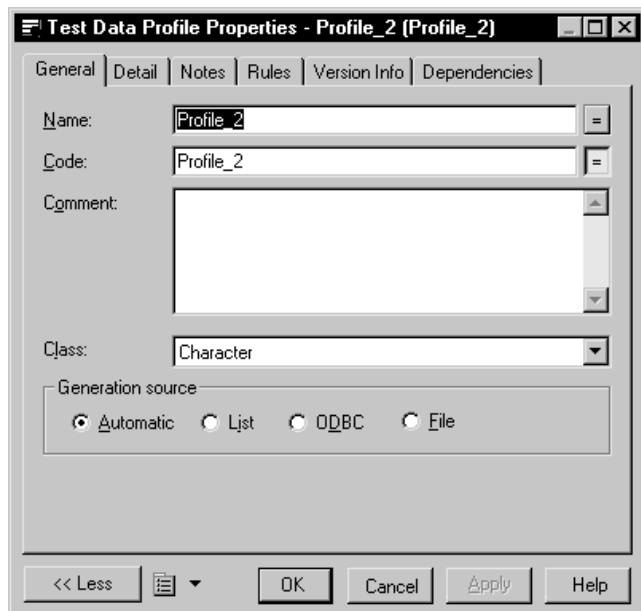 Test Data Profile Properties - Profile_2 (Profile_2)
General Detail Notes Rules Version Info Dependencies
Name: Profile_2 =
Code: Profile_2 =
Comment:
Class: Character
Generation source
Automatic List ODBC File
<< Less OK Cancel Apply Help